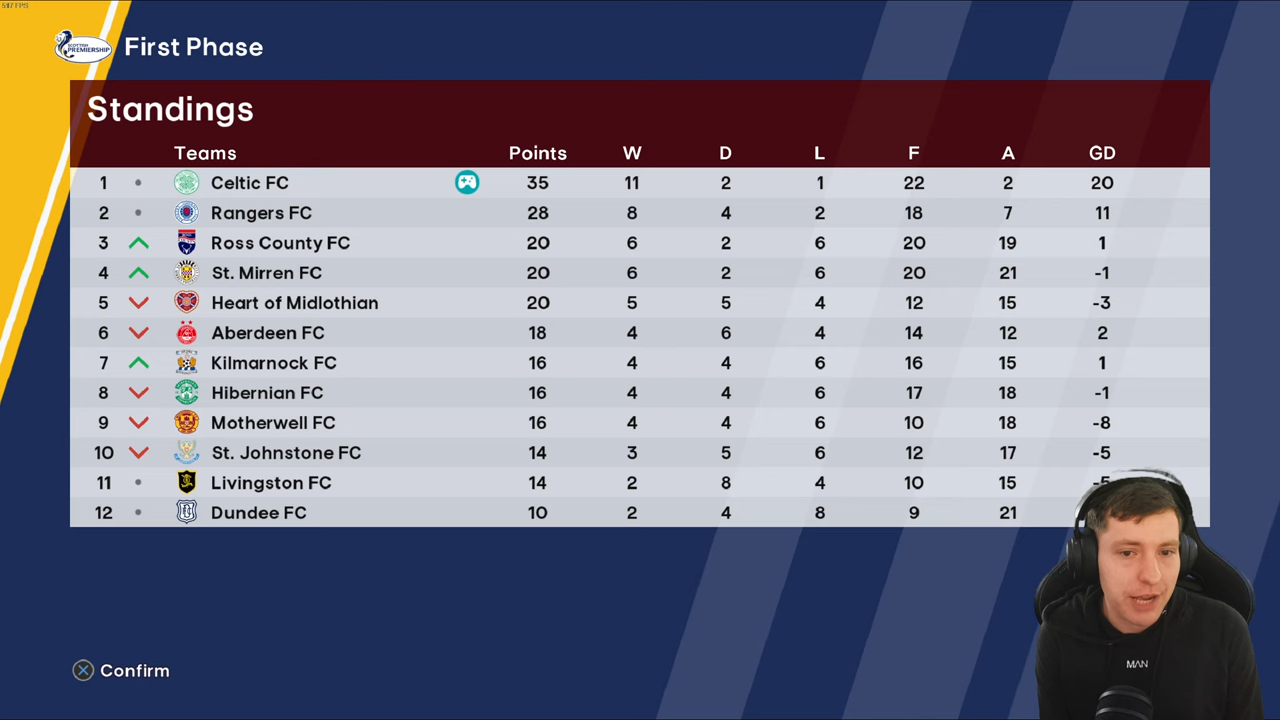 587 FPS
SCOTTISH
PREMIERSHIP
First Phase
Standings
Teams Points W D L F A GD
1 Celtic FC 35 11 2 1 22 2 20
2 Rangers FC 28 8 4 2 18 7 11
3 Ross County FC 20 6 2 6 20 19 1
4 St. Mirren FC 20 6 2 6 20 21 -1
5 Heart of Midlothian 20 5 5 4 12 15 -3
6 Aberdeen FC 18 4 6 4 14 12 2
7 Kilmarnock FC 16 4 4 6 16 15 1
8 Hibernian FC 16 4 4 6 17 18 -1
9 Motherwell FC 16 4 4 6 10 18 -8
10 St. Johnstone FC 14 3 5 6 12 17 -5
11 Livingston FC 14 2 8 4 10 15 -5
12 Dundee FC 10 2 4 8 9 21
Confirm
MAN